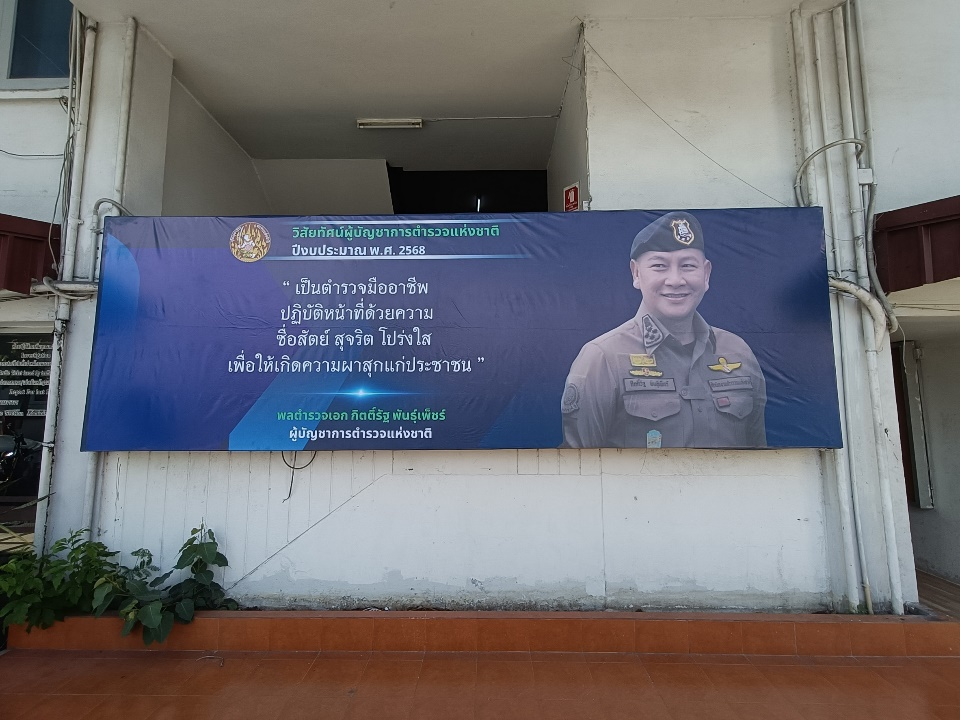 วิสัยทัศน์ผู้บัญชาการตำรวจแห่งชาติ
ปีงบประมาณ พ.ศ. 2568
“ เป็นตำรวจมืออาชีพ
ปฏิบัติหน้าที่ด้วยความ
ซื่อสัตย์ สุจริต โปร่งใส
เพื่อให้เกิดความผาสุกแก่ประชาชน ”
พลตำรวจเอก กิตติ์รัฐ พันธุ์เพ็ชร์
ผู้บัญชาการตำรวจแห่งชาติ